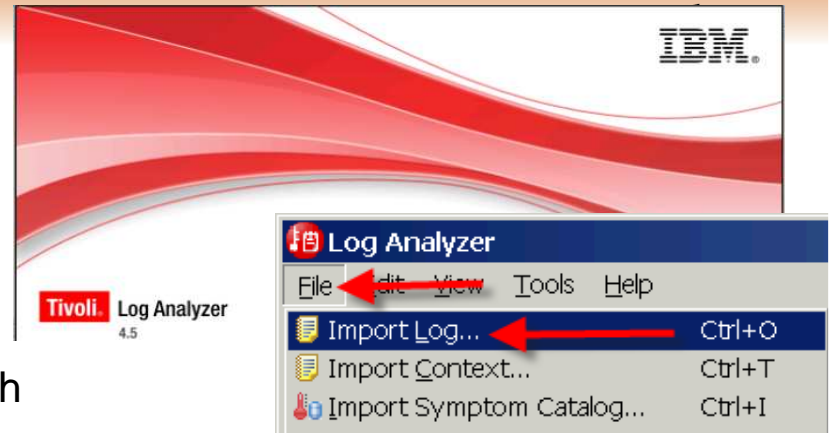 IBM.
Tivoli. Log Analyzer
4.5
h
Log Analyzer
File Edit View Tools Help
Import Log... Ctrl+O
Import Context... Ctrl+T
Import Symptom Catalog... Ctrl+I